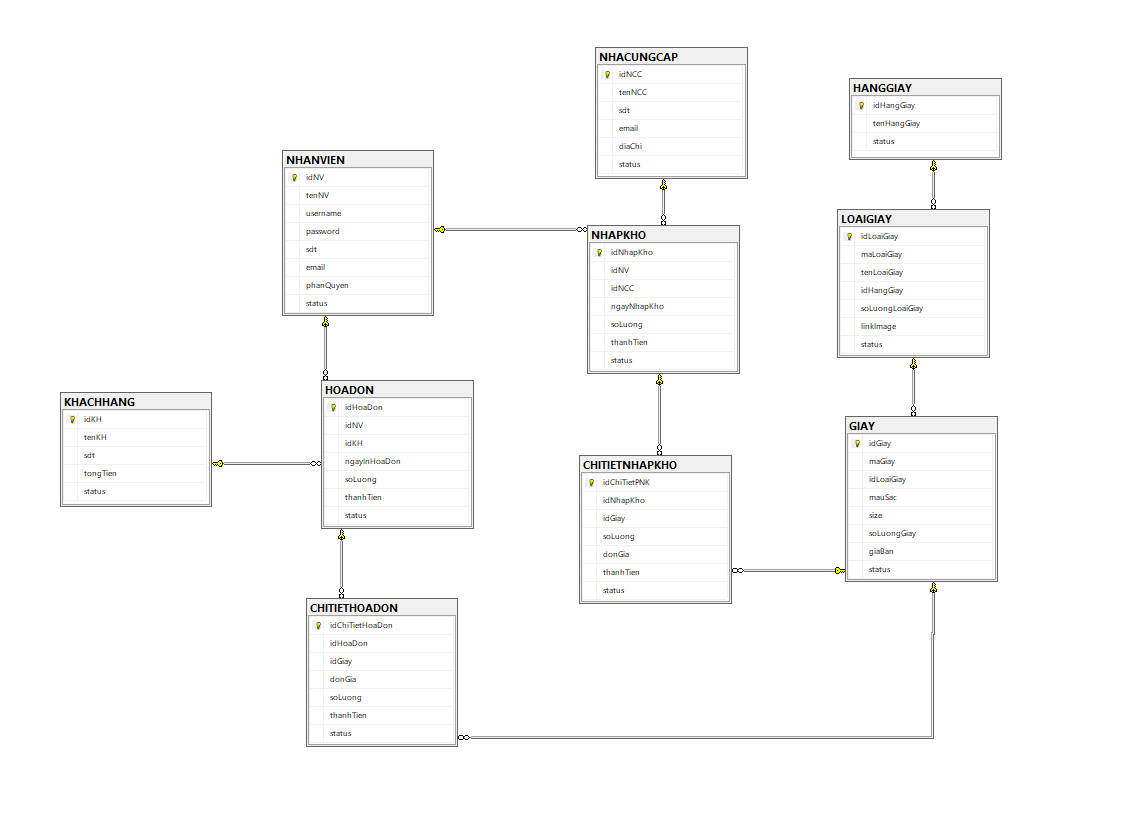 NHACUNGCAP
idNCC
tenNCC
sdt
email
diaChi
status
HANGGIAY
idHangGiay
tenHangGiay
status
NHANVIEN
idNV
tenNV
username
password
sdt
email
phanQuyen
status
NHAPKHO
idNhapKho
idNV
idNCC
ngayNhapKho
soLuong
thanhTien
status
LOAIGIAY
idLoaiGiay
maLoaiGiay
tenLoaiGiay
idHangGiay
soLuongLoaiGiay
linkImage
status
KHACHHANG
idKH
tenKH
sdt
tongTien
status
HOADON
idHoaDon
idNV
idKH
ngayInHoaDon
soLuong
thanhTien
status
CHITIETNHAPKHO
idChiTietPNK
idNhapKho
idGiay
soLuong
donGia
thanhTien
status
GIAY
idGiay
maGiay
idLoaiGiay
mauSac
size
soLuongGiay
giaBan
status
CHITIETHOADON
idChiTietHoaDon
idHoaDon
idGiay
donGia
soLuong
thanhTien
status